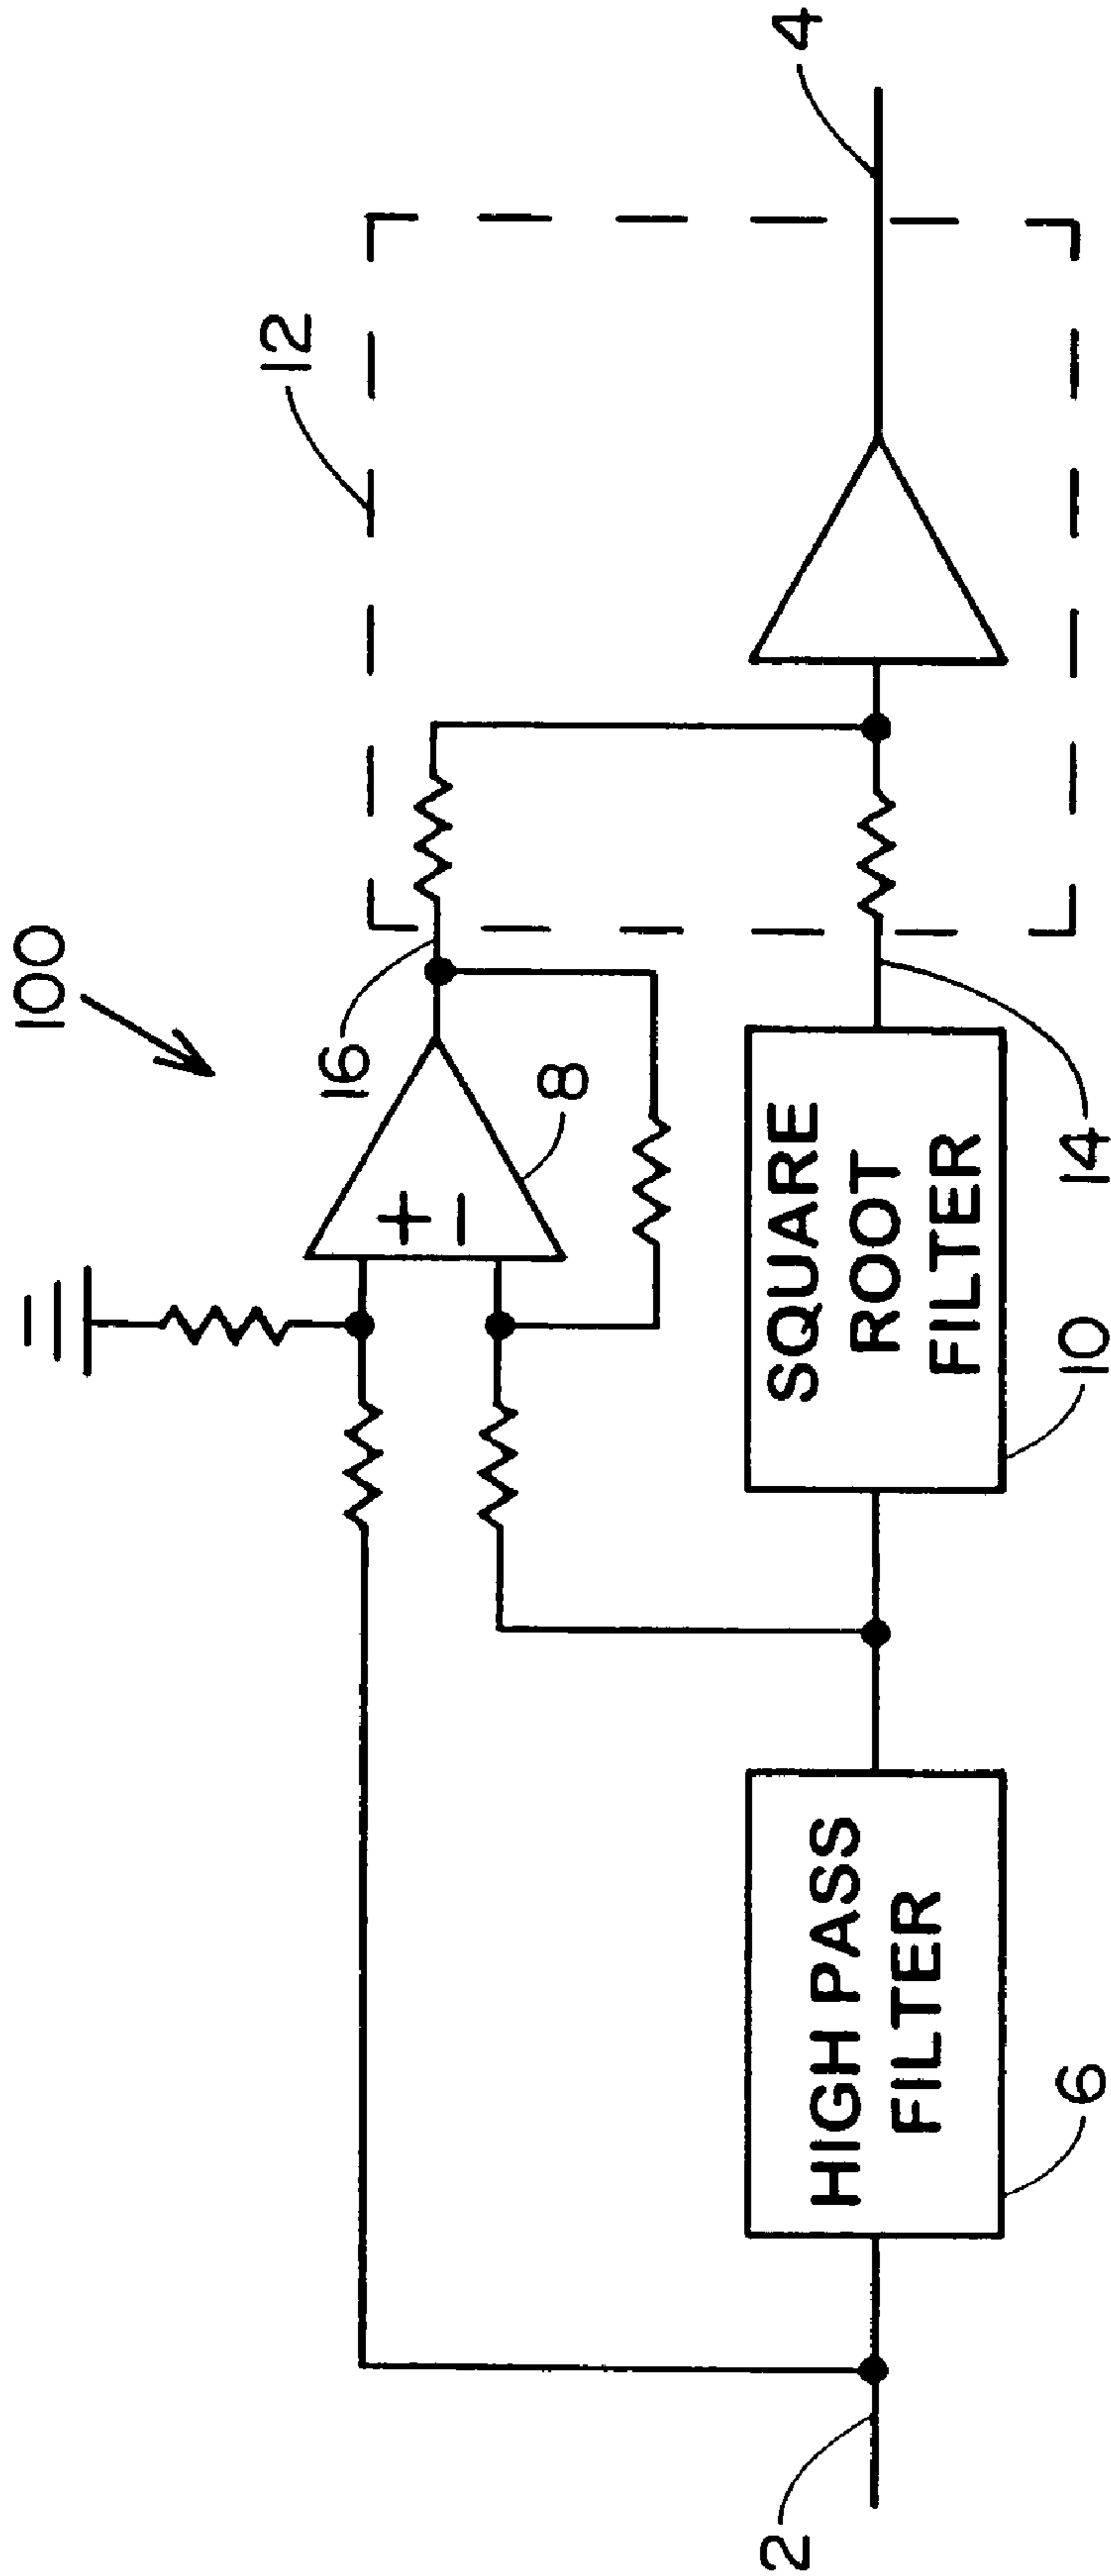 100
12
16
8
4
+
−
2
HIGH PASS
FILTER
6
SQUARE
ROOT
FILTER
10
14